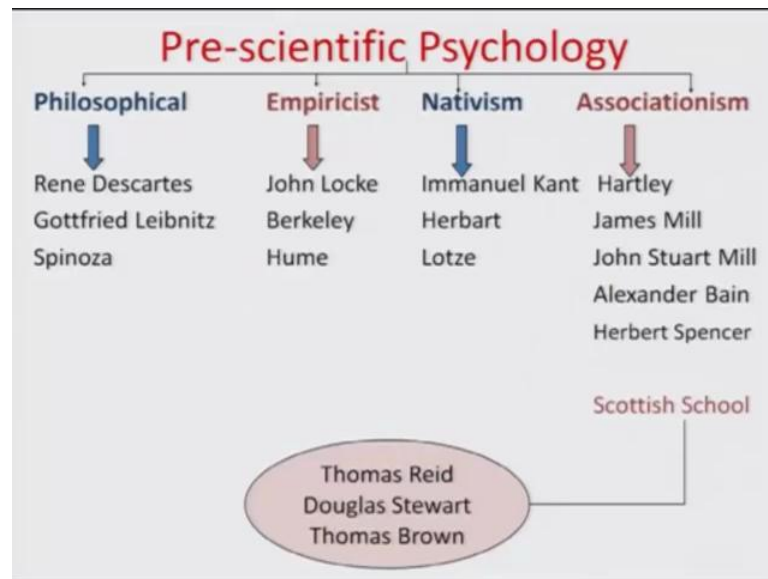 Pre-scientific Psychology
Philosophical
Rene Descartes
Gottfried Leibnitz
Spinoza
Empiricist
John Locke
Berkeley
Hume
Nativism
Immanuel Kant
Herbart
Lotze
Associationism
Hartley
James Mill
John Stuart Mill
Alexander Bain
Herbert Spencer
Scottish School
Thomas Reid
Douglas Stewart
Thomas Brown